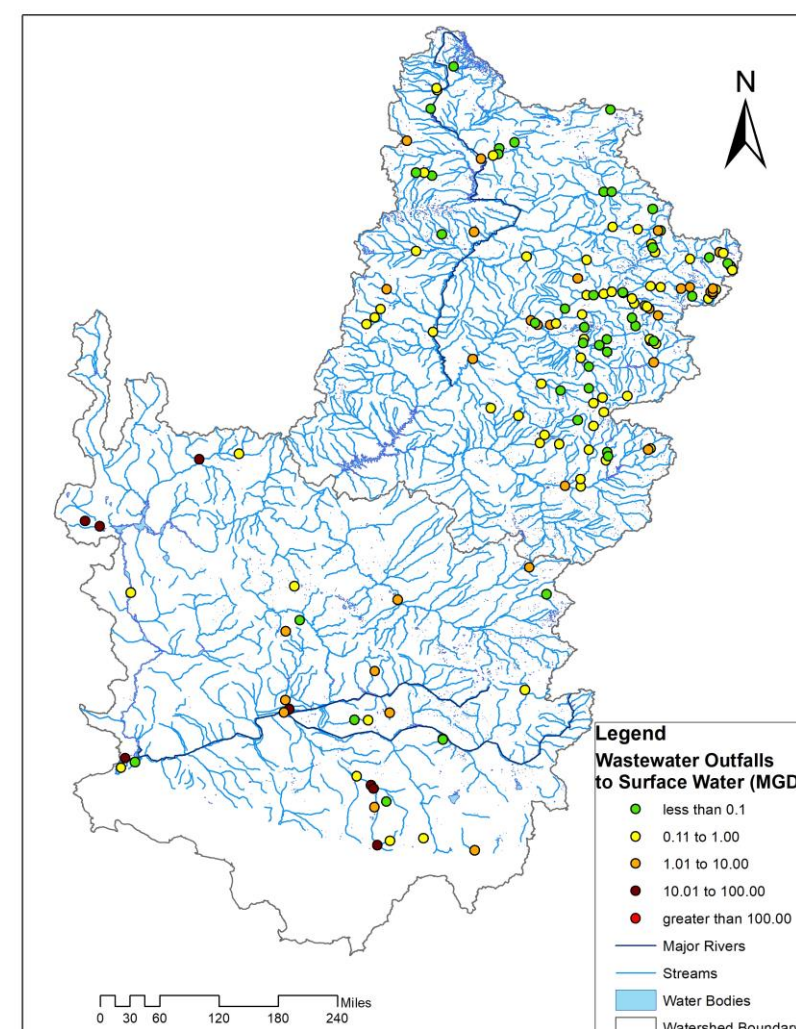 N
Legend
Wastewater Outfalls
to Surface Water (MGD
less than 0.1
0.11 to 1.00
1.01 to 10.00
10.01 to 100.00
greater than 100.00
Major Rivers
Streams
Water Bodies
Watershed Boundar
Miles
0 30 60 120 180 240